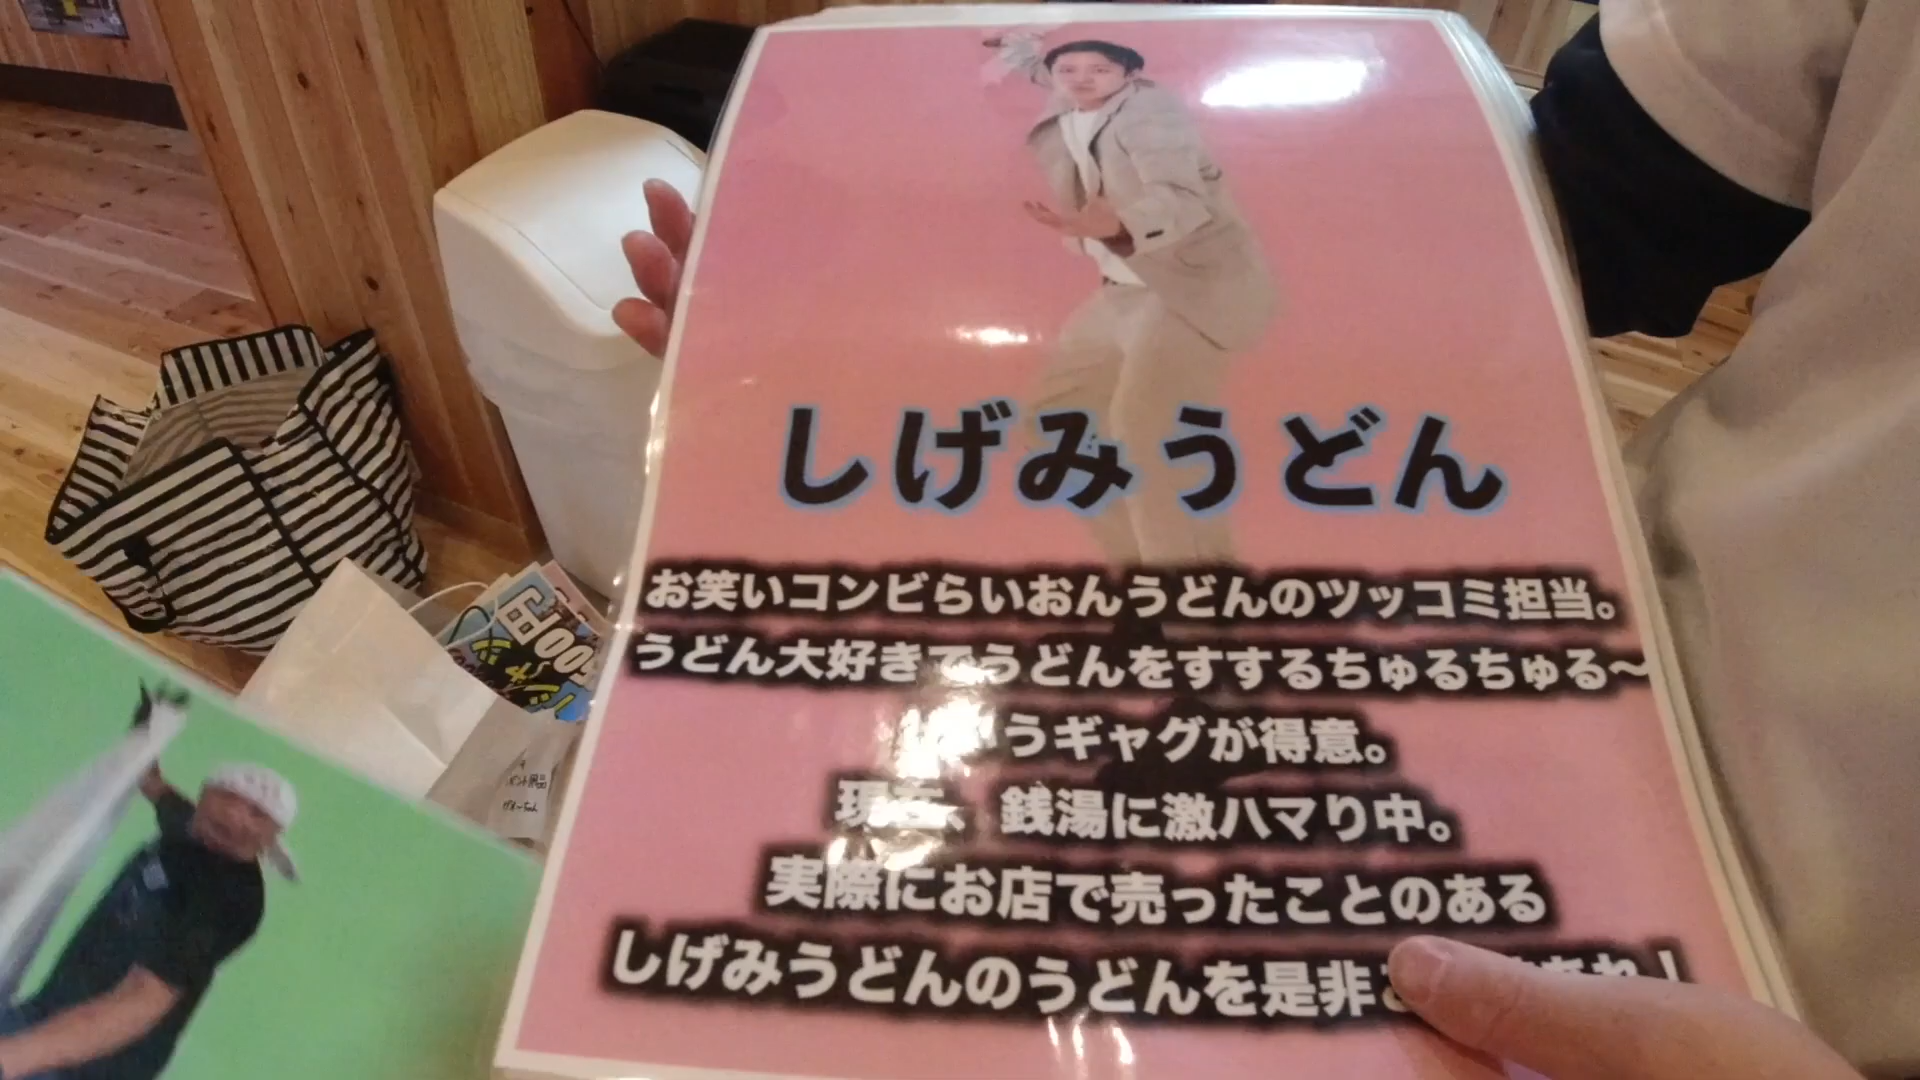 しげみうどん
お笑いコンビらいおんうどんのツッコミ担当。
うどん大好きでうどんをすするちゅるちゅる〜
うギャグが得意。
現在、銭湯に激ハマり中。
実際にお店で売ったことのある
しげみうどんのうどんを是非